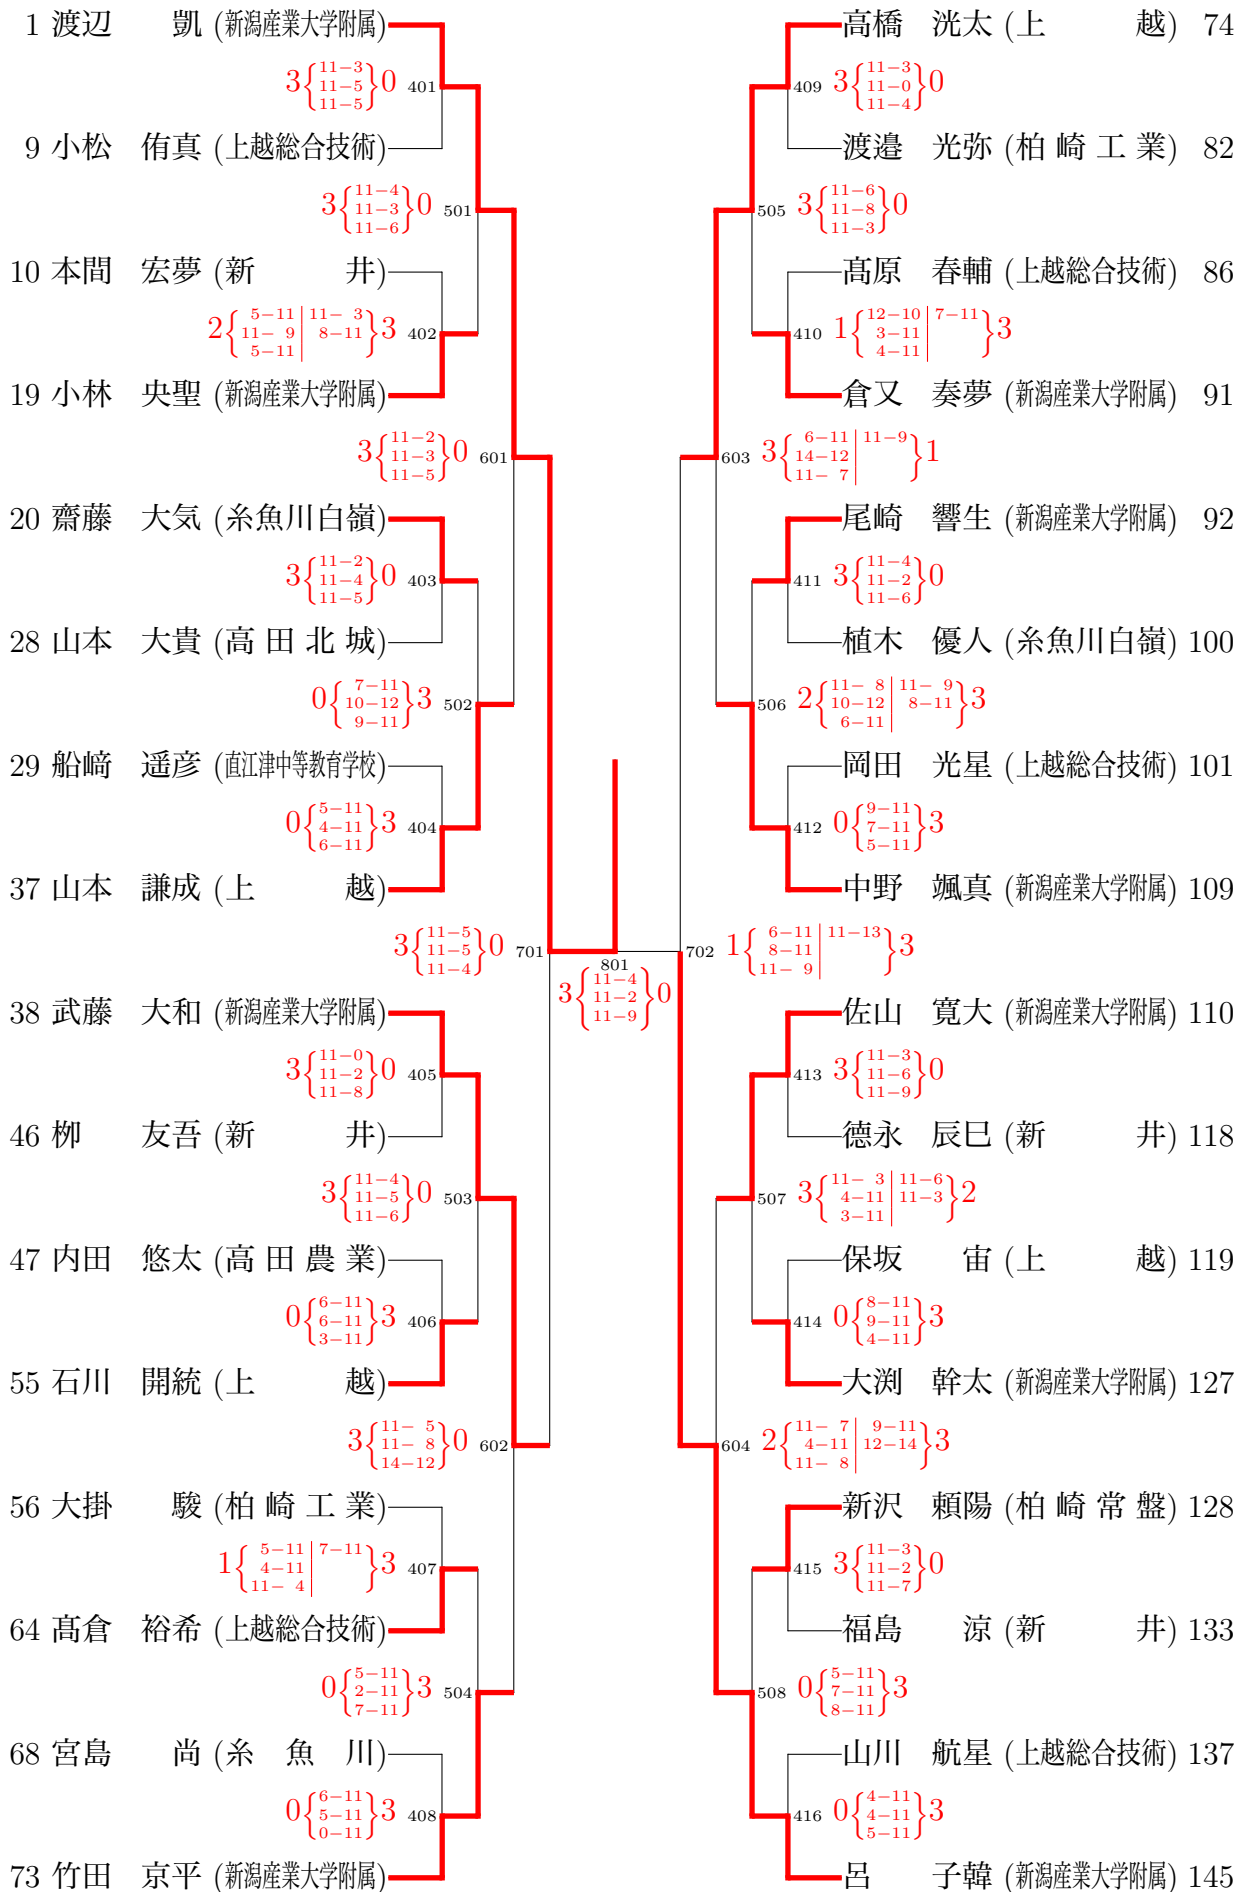 1 渡辺 凱 (新潟産業大学附属)
3{11-3 11-5 11-5}0 401
9 小松 侑真 (上越総合技術)
3{11-4 11-3 11-6}0 501
10 本間 宏夢 (新 井)
2{5-11 11-9 5-11 | 11-3 8-11}3 402
19 小林 央聖 (新潟産業大学附属)
3{11-2 11-3 11-5}0 601
20 齋藤 大気 (糸魚川白嶺)
3{11-2 11-4 11-5}0 403
28 山本 大貴 (高田北城)
0{7-11 10-12 9-11}3 502
29 船﨑 遥彦 (直江津中等教育学校)
0{5-11 4-11 6-11}3 404
37 山本 謙成 (上 越)
3{11-5 11-5 11-4}0 701
38 武藤 大和 (新潟産業大学附属)
3{11-0 11-2 11-8}0 405
46 栁 友吾 (新 井)
3{11-4 11-5 11-6}0 503
47 内田 悠太 (高田農業)
0{6-11 6-11 3-11}3 406
55 石川 開統 (上 越)
3{11-5 11-8 14-12}0 602
56 大掛 駿 (柏崎工業)
1{5-11 4-11 11-4 | 7-11}3 407
64 髙倉 裕希 (上越総合技術)
0{5-11 2-11 7-11}3 504
68 宮島 尚 (糸魚川)
0{6-11 5-11 0-11}3 408
73 竹田 京平 (新潟産業大学附属)
801
3{11-4 11-2 11-9}0
高橋 洸太 (上 越) 74
409 3{11-3 11-0 11-4}0
渡邉 光弥 (柏崎工業) 82
505 3{11-6 11-8 11-3}0
髙原 春輔 (上越総合技術) 86
410 1{12-10 3-11 4-11 | 7-11}3
倉又 奏夢 (新潟産業大学附属) 91
603 3{6-11 14-12 11-7 | 11-9}1
尾崎 響生 (新潟産業大学附属) 92
411 3{11-4 11-2 11-6}0
植木 優人 (糸魚川白嶺) 100
506 2{11-8 10-12 6-11 | 11-9 8-11}3
岡田 光星 (上越総合技術) 101
412 0{9-11 7-11 5-11}3
中野 颯真 (新潟産業大学附属) 109
702 1{6-11 8-11 11-9 | 11-13}3
佐山 寛大 (新潟産業大学附属) 110
413 3{11-3 11-6 11-9}0
德永 辰巳 (新 井) 118
507 3{11-3 4-11 3-11 | 11-6 11-3}2
保坂 宙 (上 越) 119
414 0{8-11 9-11 4-11}3
大渕 幹太 (新潟産業大学附属) 127
604 2{11-7 4-11 11-8 | 9-11 12-14}3
新沢 頼陽 (柏崎常盤) 128
415 3{11-3 11-2 11-7}0
福島 涼 (新 井) 133
508 0{5-11 7-11 8-11}3
山川 航星 (上越総合技術) 137
416 0{4-11 4-11 5-11}3
呂 子韓 (新潟産業大学附属) 145